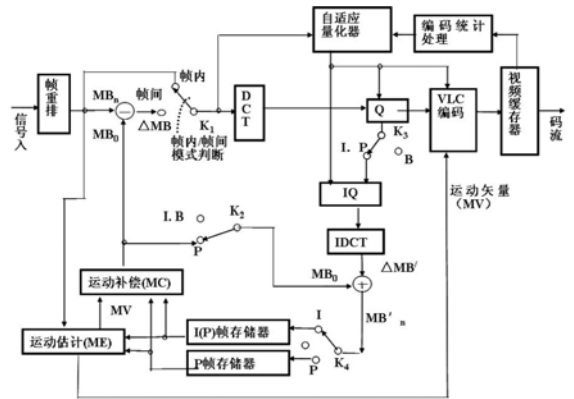 自适应
量化器
编码统计
处理
帧重排
信号入
MBn
MB0
帧内
帧间
△MB
K1
帧内/帧间
模式判断
DCT
Q
VLC
编码
视频缓存器
码流
K3
I. P
B
运动矢量
（MV）
IQ
I. B
K2
P
IDCT
△MB/
MB0
运动补偿(MC)
MV
MB'n
运动估计(ME)
I(P)帧存储器
I
P帧存储器
P
K4